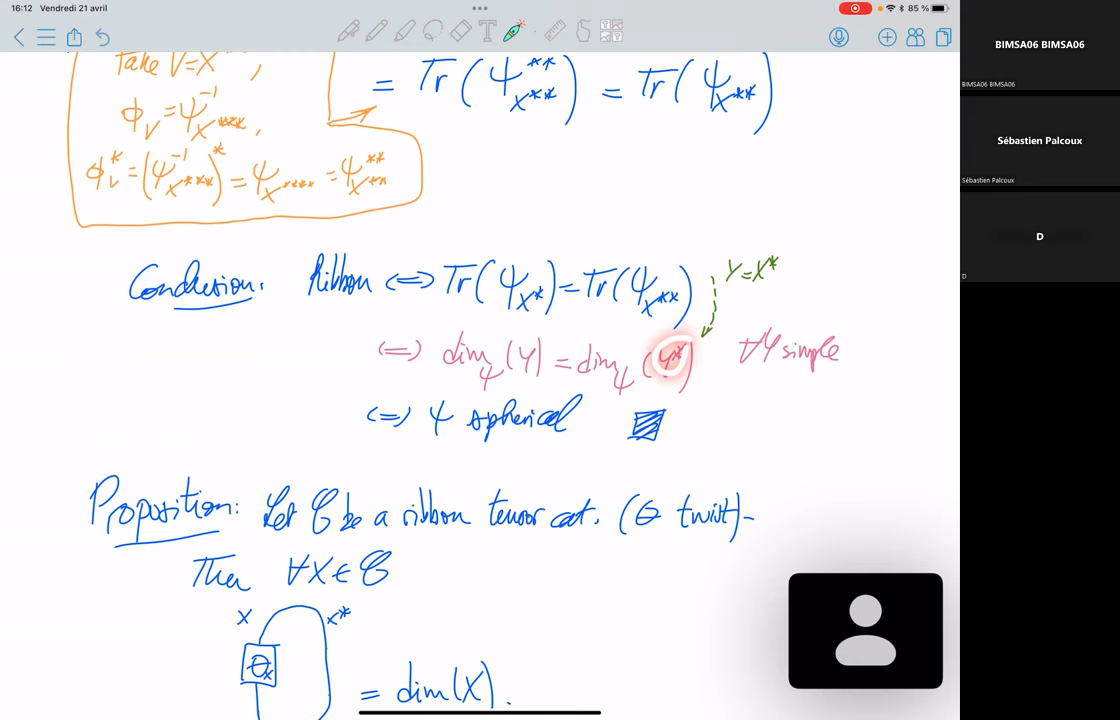 16:12 Vendredi 21 avril
85 %
Take V=X** ,
= Tr(Ψ**_{X***}) = Tr(Ψ_{X**})
ϕ_V = Ψ^{-1}_{X***},
ϕ*_V = (Ψ^{-1}_{X***})* = Ψ_{X****} = Ψ**_{X**}
Conclusion: Ribbon ⇔ Tr(Ψ_{X*}) = Tr(Ψ_{X**})
Y=X*
⇔ dim_Ψ(Y) = dim_Ψ(Y*) ∀Y simple
⇔ Ψ spherical
Proposition: Let C be a ribbon tensor cat. (θ twist).
Then ∀X∈C
X X*
θ_X
= dim(X).
BIMSA06 BIMSA06
BIMSA06 BIMSA06
Sébastien Palcoux
Sébastien Palcoux
D
D